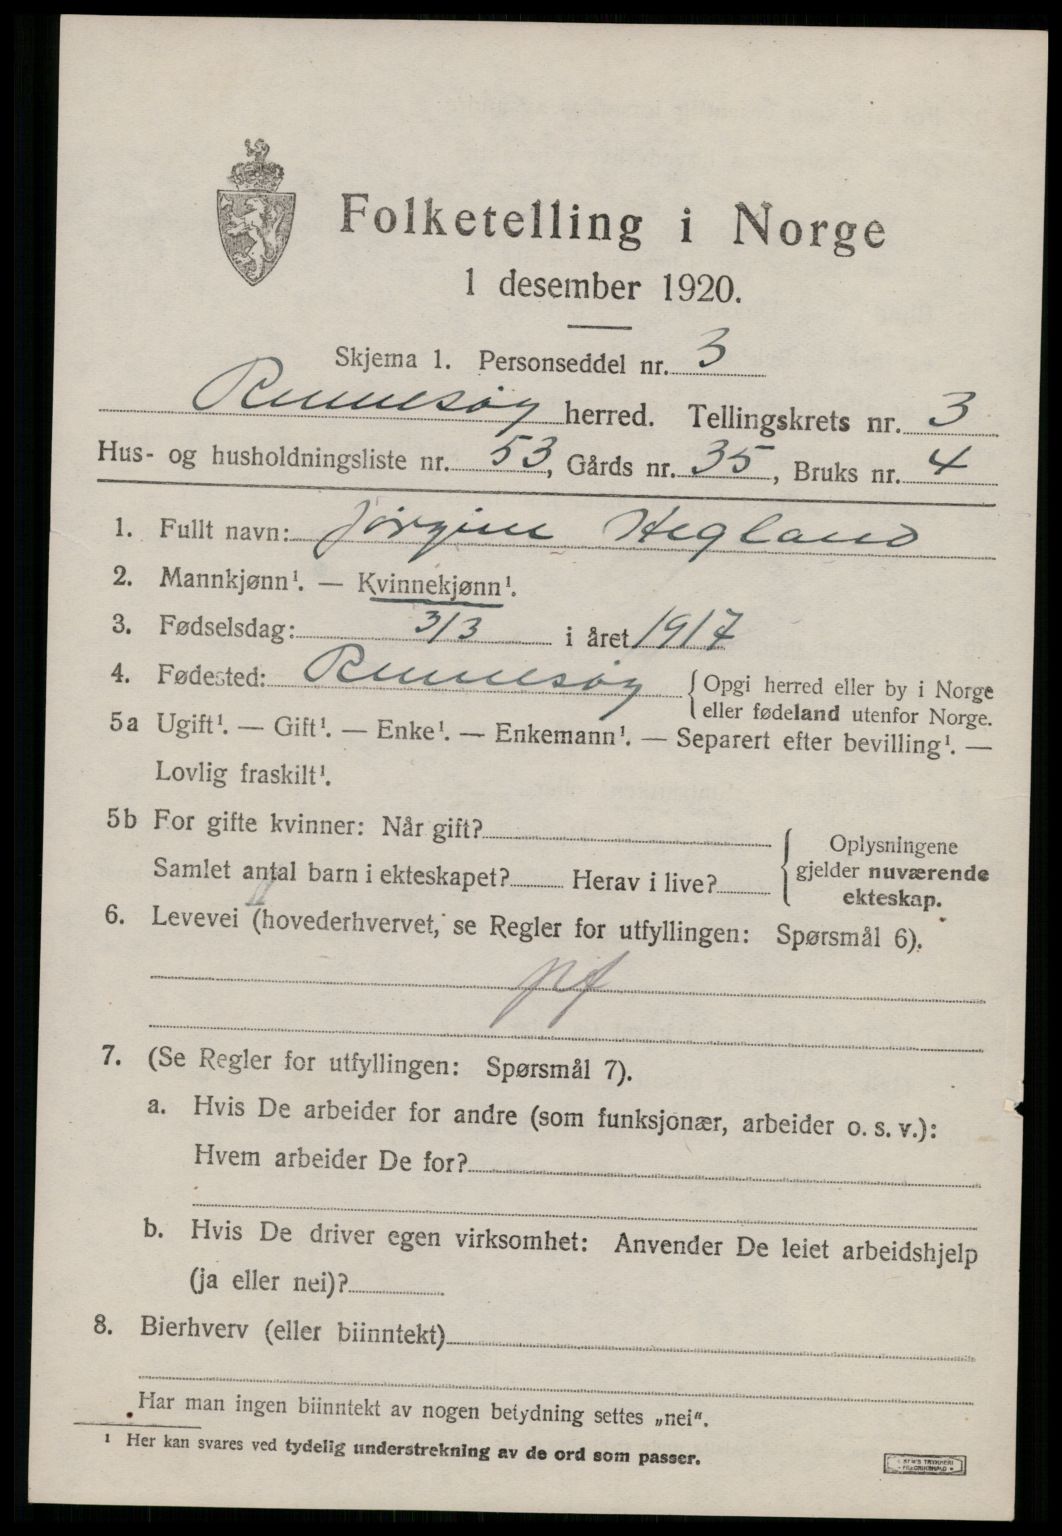 Folketelling i Norge
1 desember 1920.
Skjema 1. Personseddel nr. 3
Rennesøy herred. Tellingskrets nr. 3
Hus- og husholdningsliste nr. 53, Gårds nr. 35, Bruks nr. 4
1. Fullt navn: Jørgine Hegland
2. Mannkjønn¹. — Kvinnekjønn¹.
3. Fødselsdag: 3/3 i året 1917
4. Fødested: Rennesøy { Opgi herred eller by i Norge
eller fødeland utenfor Norge.
5a Ugift¹. — Gift¹. — Enke¹. — Enkemann¹. — Separert efter bevilling¹. —
Lovlig fraskilt¹.
5b For gifte kvinner: Når gift?
Samlet antal barn i ekteskapet? Herav i live?
Oplysningene
gjelder nuværende
ekteskap.
6. Levevei (hovederhvervet, se Regler for utfyllingen: Spørsmål 6).
pf
7. (Se Regler for utfyllingen: Spørsmål 7).
a. Hvis De arbeider for andre (som funksjonær, arbeider o. s. v.):
Hvem arbeider De for?
b. Hvis De driver egen virksomhet: Anvender De leiet arbeidshjelp
(ja eller nei)?
8. Bierhverv (eller biinntekt)
Har man ingen biinntekt av nogen betydning settes „nei".
¹ Her kan svares ved tydelig understrekning av de ord som passer.